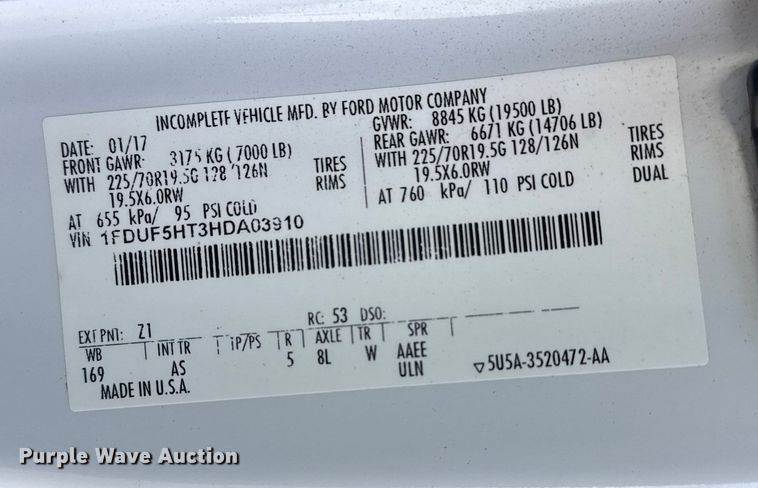 INCOMPLETE VEHICLE MFD. BY FORD MOTOR COMPANY
DATE: 01/17 GVWR: 8845 KG (19500 LB)
FRONT GAWR: 3175 KG (7000 LB) REAR GAWR: 6671 KG (14706 LB)
WITH 225/70R19.5G 128/126N TIRES WITH 225/70R19.5G 128/126N TIRES
19.5X6.0RW RIMS 19.5X6.0RW RIMS
AT 655 kPa/ 95 PSI COLD AT 760 kPa/ 110 PSI COLD DUAL
VIN 1FDUF5HT3HDA03910
EXT PNT: Z1 RC: 53 DSO:
WB INT TR TP/PS R AXLE TR SPR
169 AS 5 8L W AAEE
ULN
MADE IN U.S.A. ▽5U5A-3520472-AA
Purple Wave Auction